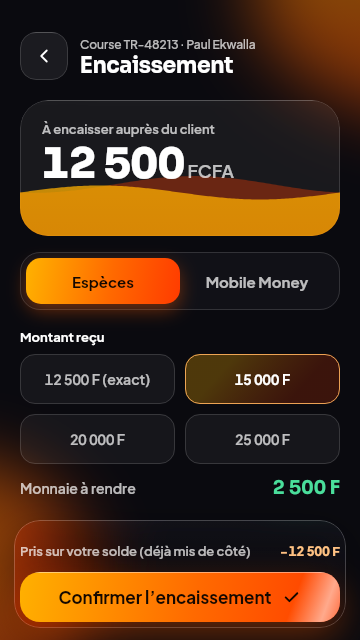 Course TR-48213 · Paul Ekwalla
Encaissement
À encaisser auprès du client
12 500 FCFA
Espèces
Mobile Money
Montant reçu
12 500 F (exact)
15 000 F
20 000 F
25 000 F
Monnaie à rendre
2 500 F
Pris sur votre solde (déjà mis de côté)
−12 500 F
Confirmer l’encaissement